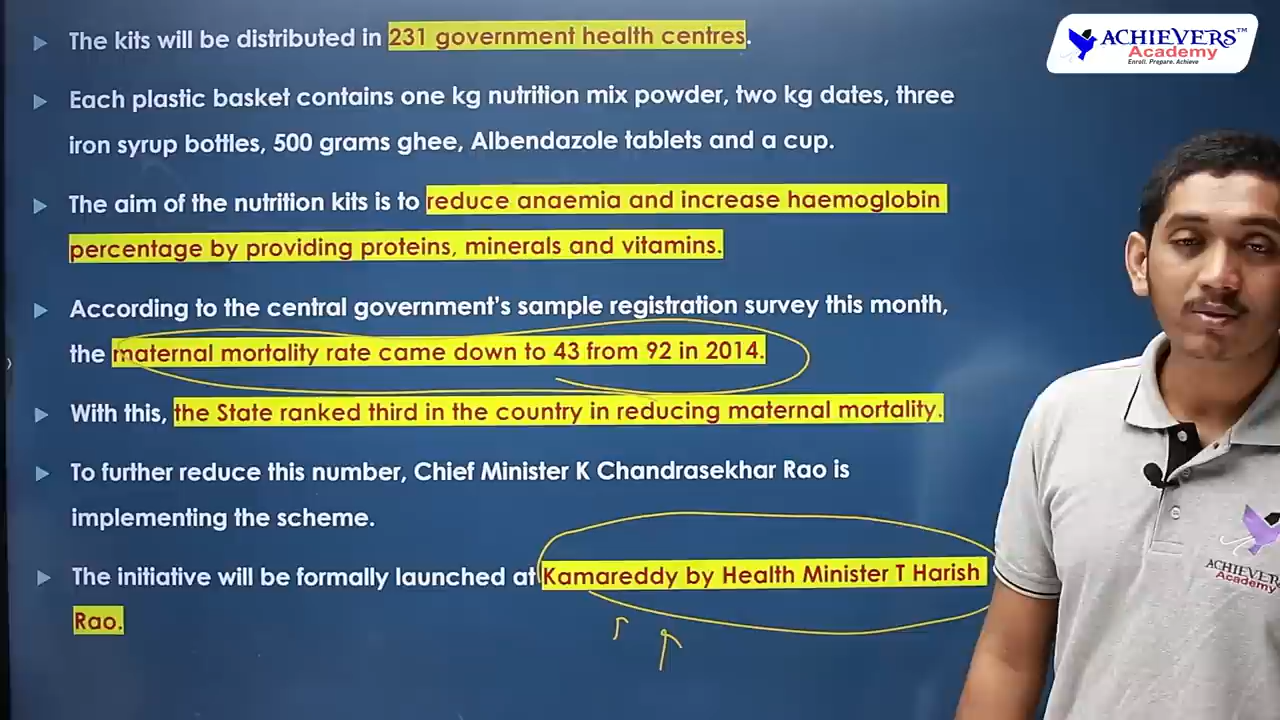 The kits will be distributed in 231 government health centres.
ACHIEVERS™
Academy
Enroll. Prepare. Achieve
Each plastic basket contains one kg nutrition mix powder, two kg dates, three
iron syrup bottles, 500 grams ghee, Albendazole tablets and a cup.
The aim of the nutrition kits is to reduce anaemia and increase haemoglobin
percentage by providing proteins, minerals and vitamins.
According to the central government's sample registration survey this month,
the maternal mortality rate came down to 43 from 92 in 2014.
With this, the State ranked third in the country in reducing maternal mortality.
To further reduce this number, Chief Minister K Chandrasekhar Rao is
implementing the scheme.
The initiative will be formally launched at Kamareddy by Health Minister T Harish
Rao.
ACHIEVERS
Academy